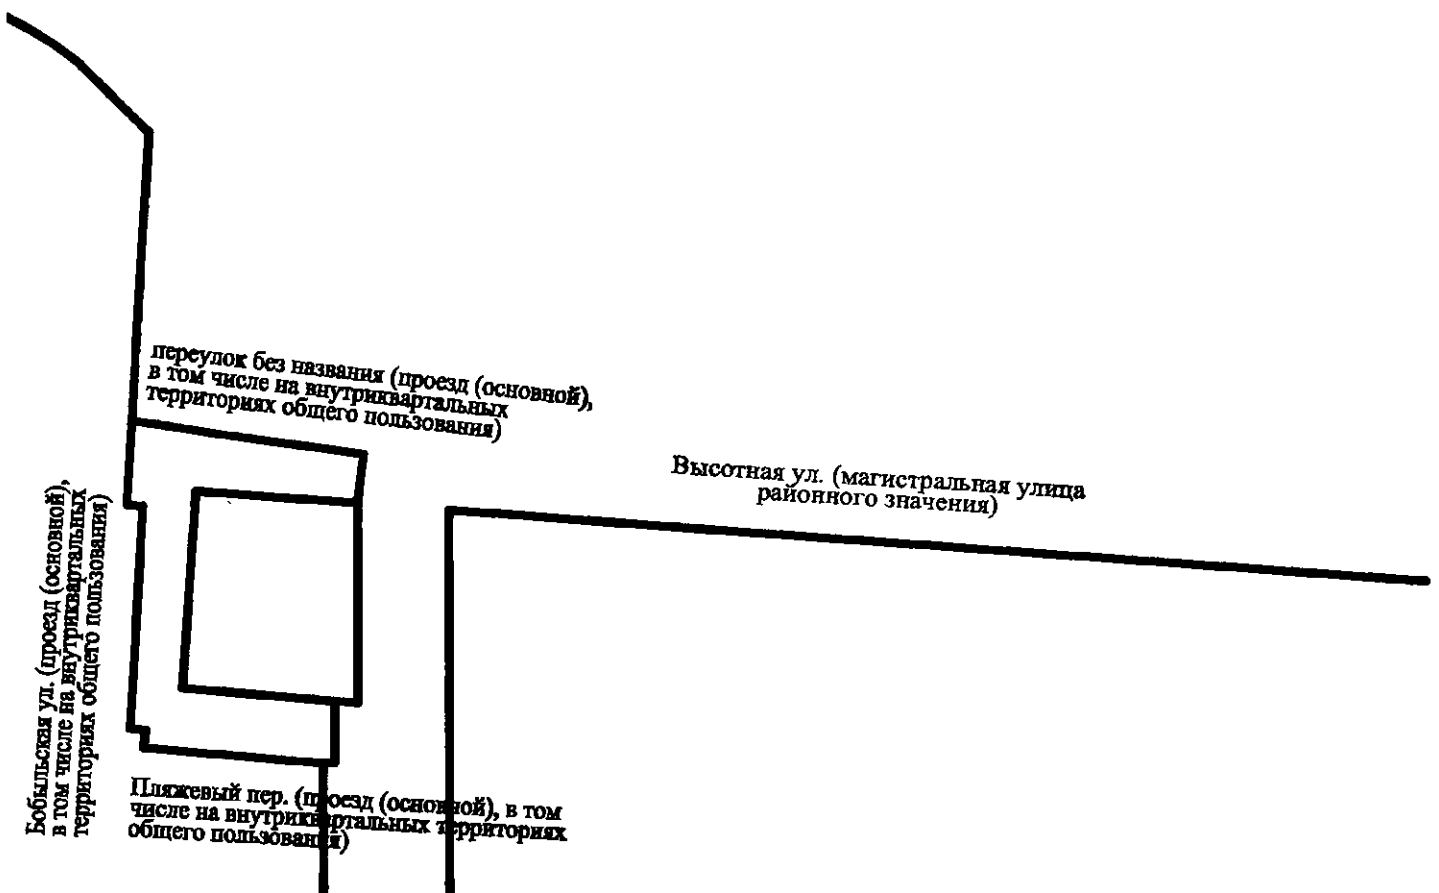 переулок без названия (проезд (основной),
в том числе на внутриквартальных
территориях общего пользования)
Высотная ул. (магистральная улица
районного значения)
Бобыльская ул. (проезд (основной),
в том числе на внутриквартальных
территориях общего пользования)
Пляжевый пер. (проезд (основной), в том
числе на внутриквартальных территориях
общего пользования)